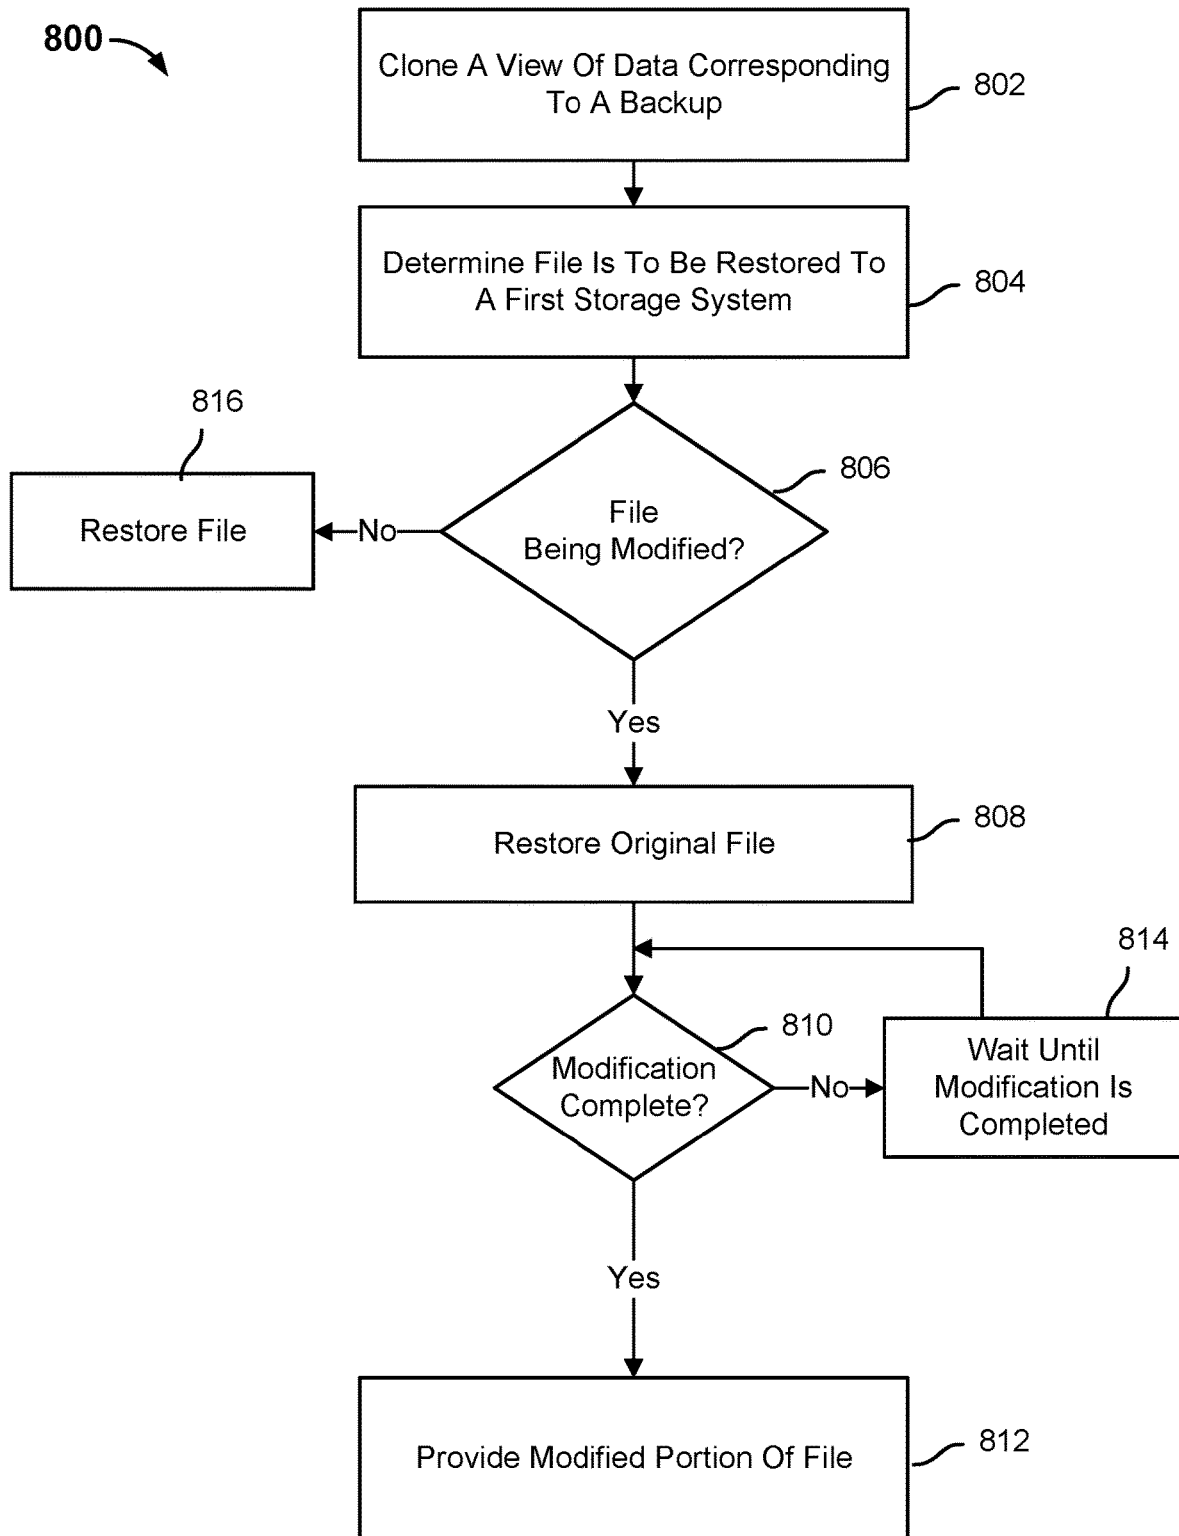 800
Clone A View Of Data Corresponding
To A Backup
802
Determine File Is To Be Restored To
A First Storage System
804
816
806
Restore File
No
File
Being Modified?
Yes
Restore Original File
808
814
810
Modification
Complete?
No
Wait Until
Modification Is
Completed
Yes
Provide Modified Portion Of File
812